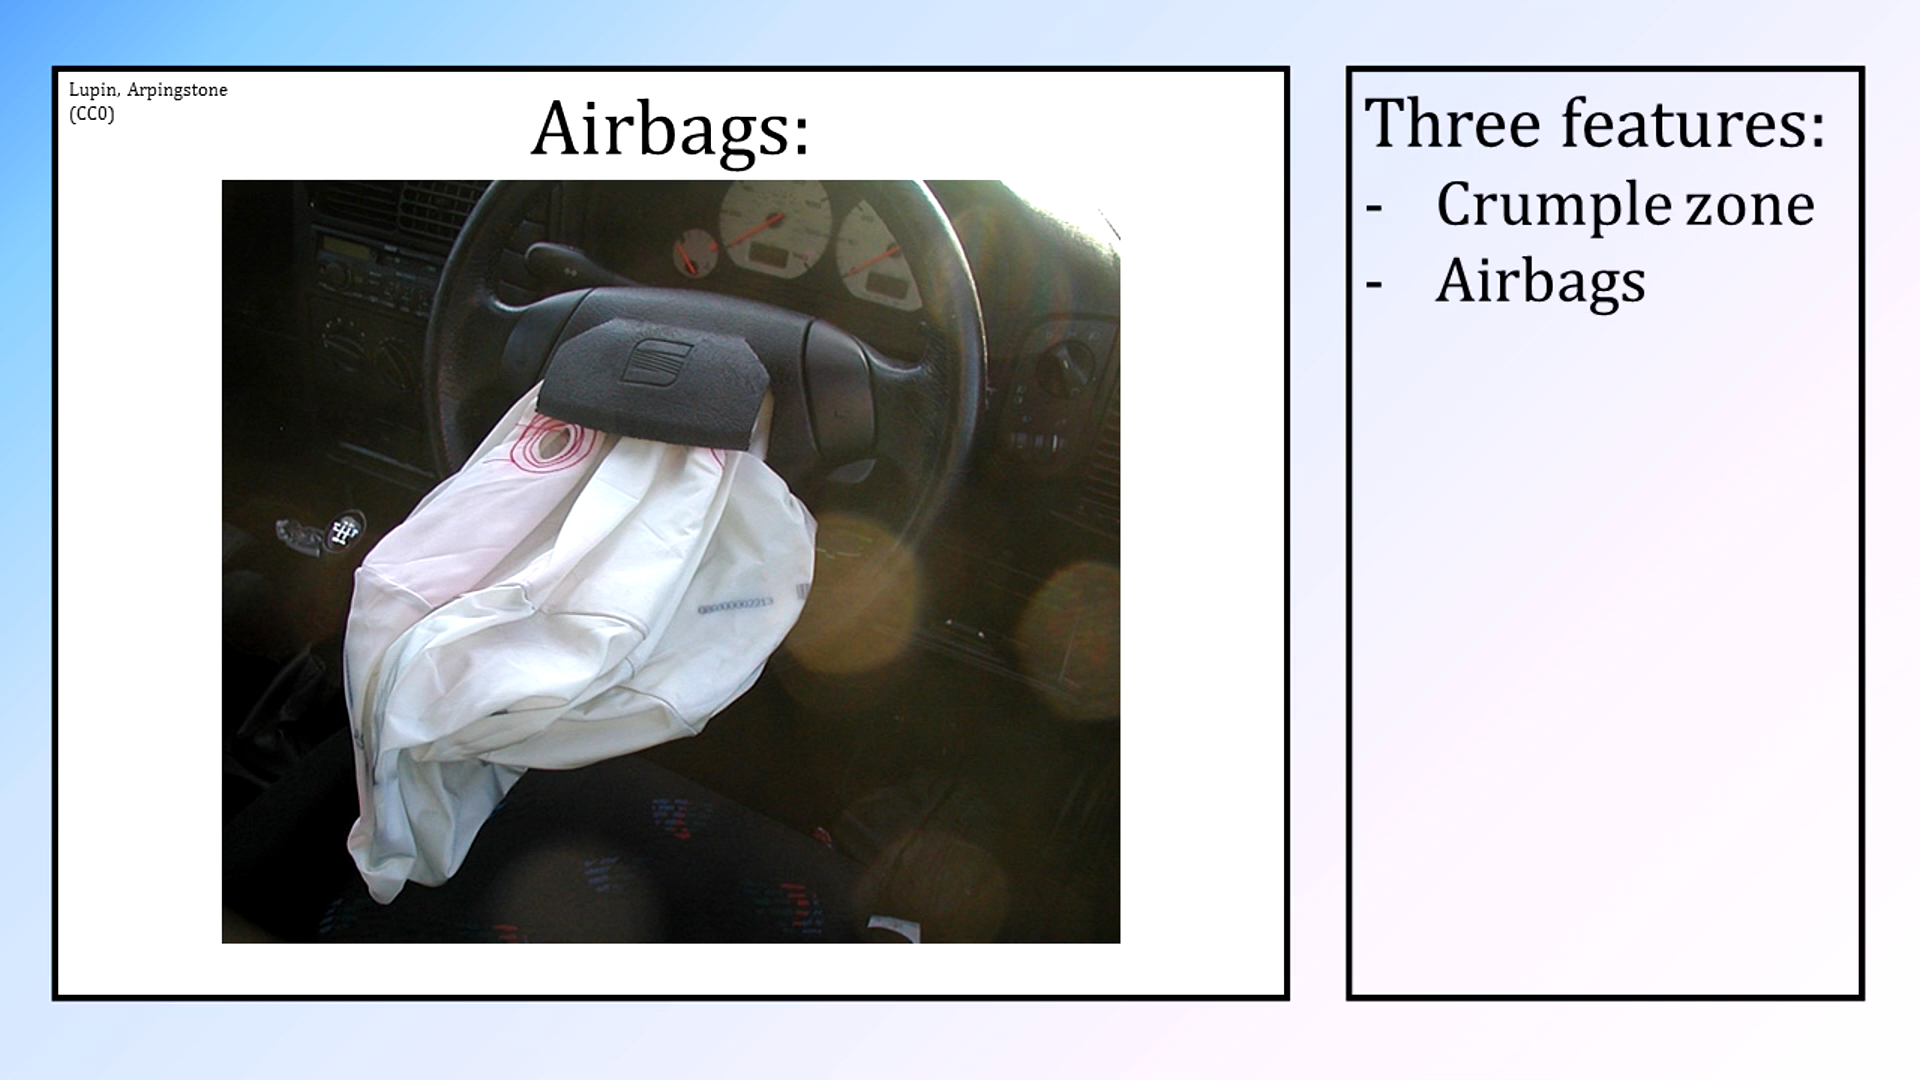 Lupin, Arpingstone
(CC0)
Airbags:
Three features:
- Crumple zone
- Airbags